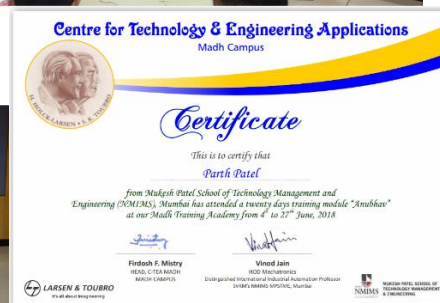 Centre for Technology & Engineering Applications
Madh Campus
H. HOLCK-LARSEN • S. K. TOUBRO
Certificate
This is to certify that
Parth Patel
from Mukesh Patel School of Technology Management and
Engineering (NMIMS), Mumbai has attended a twenty days training module "Anubhav"
at our Madh Training Academy from 4th to 27th June, 2018
Firdosh F. Mistry
HEAD, C-TEA MADH
MADH CAMPUS
Vinod Jain
HOD Mechatronics
Distinguished International Industrial Automation Professor
SVKM's NMIMS MPSTME, Mumbai
LARSEN & TOUBRO
It's all about Imagineering
NMIMS
MUKESH PATEL SCHOOL OF
TECHNOLOGY MANAGEMENT
& ENGINEERING